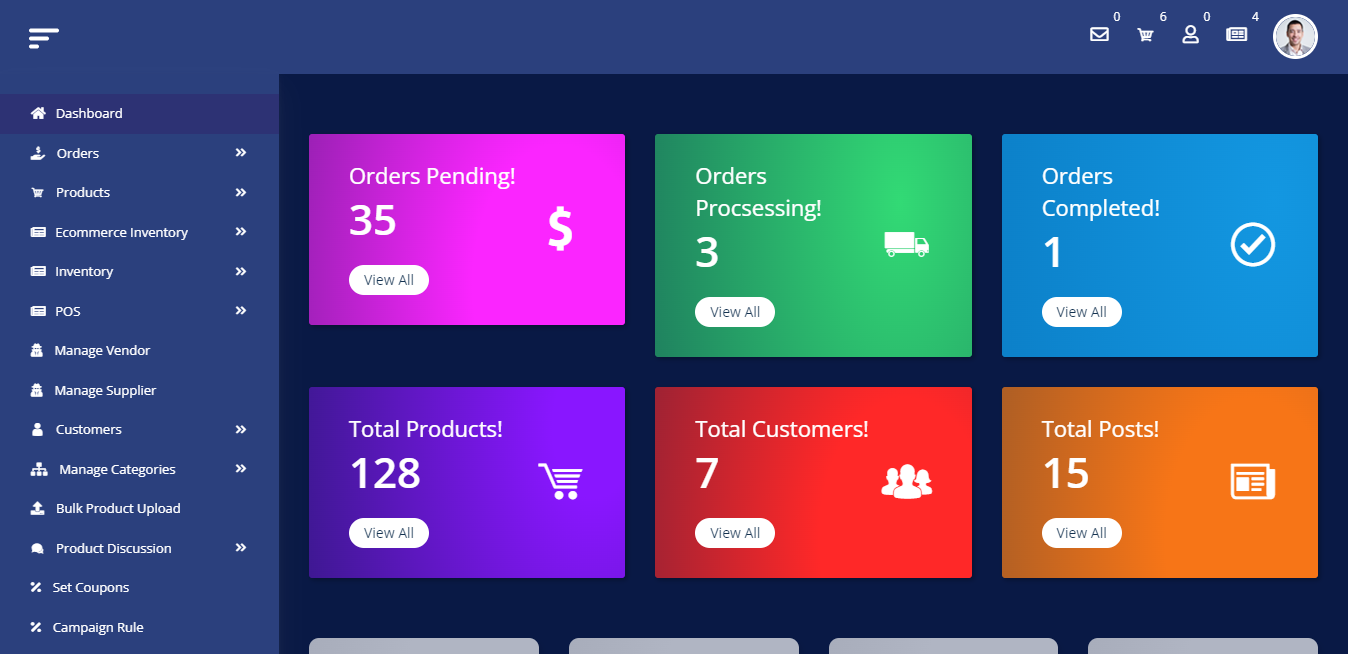 0
6
0
4
Dashboard
Orders
Products
Ecommerce Inventory
Inventory
POS
Manage Vendor
Manage Supplier
Customers
Manage Categories
Bulk Product Upload
Product Discussion
Set Coupons
Campaign Rule
Orders Pending!
35
View All
Orders
Procsessing!
3
View All
Orders
Completed!
1
View All
Total Products!
128
View All
Total Customers!
7
View All
Total Posts!
15
View All